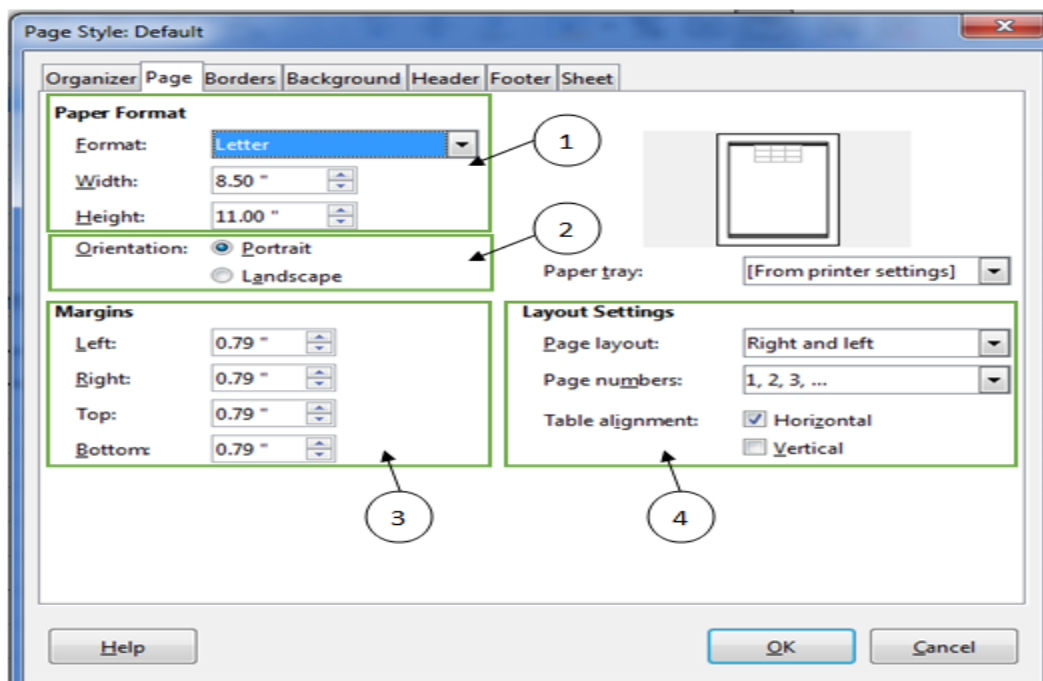 Page Style: Default
Organizer Page Borders Background Header Footer Sheet
Paper Format
Format: Letter
1
Width: 8.50 "
Height: 11.00 "
2
Orientation: Portrait
Landscape
Paper tray: [From printer settings]
Margins
Left: 0.79 "
Right: 0.79 "
Top: 0.79 "
Bottom: 0.79 "
Layout Settings
Page layout: Right and left
Page numbers: 1, 2, 3, ...
Table alignment: Horizontal
Vertical
3
4
Help
OK
Cancel